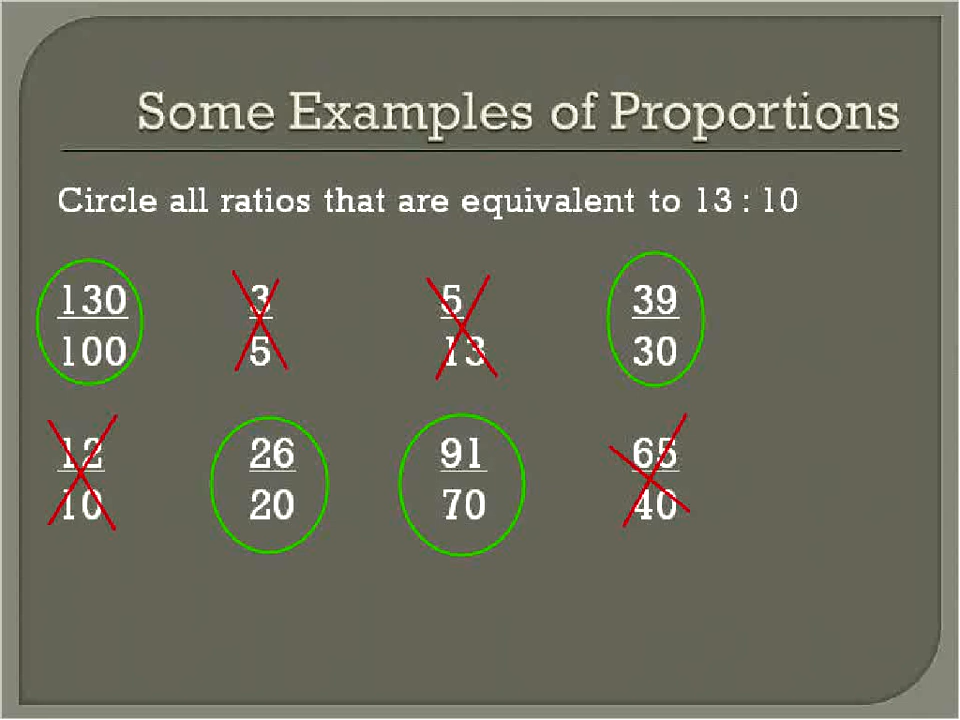 Some Examples of Proportions
Circle all ratios that are equivalent to 13 : 10
130 3 5 39
100 5 13 30
12 26 91 65
10 20 70 40